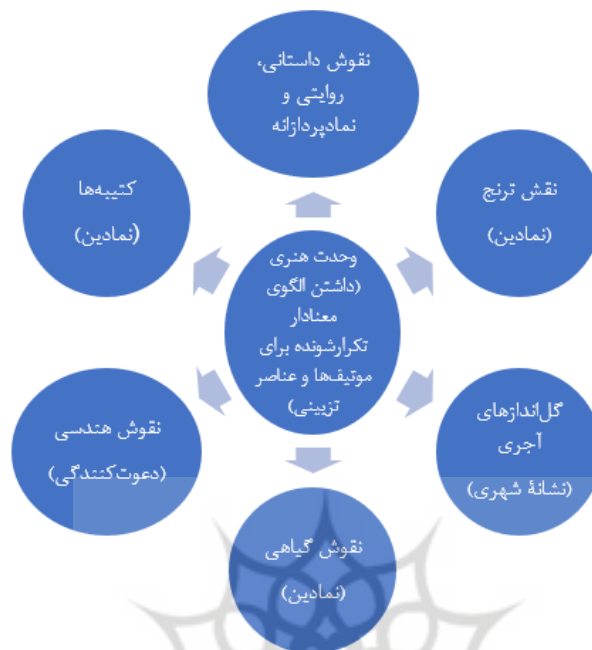 نقوش داستانی،
روایتی و
نمادپردازانه
نقش ترنج
(نمادین)
کتیبه‌ها
(نمادین)
وحدت هنری
(داشتن الگوی
معنادار
تکرارشونده برای
موتیف‌ها و عناصر
تزیینی)
گل‌اندازهای
آجری
(نشانهٔ شهری)
نقوش هندسی
(دعوت‌کنندگی)
نقوش گیاهی
(نمادین)